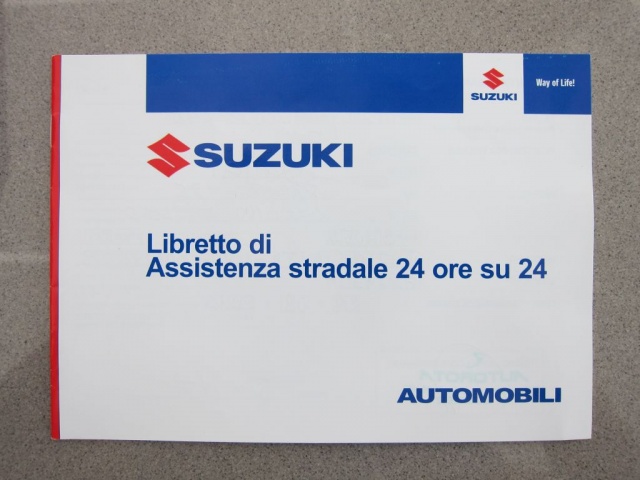 SUZUKI
Way of Life!
SUZUKI
Libretto di
Assistenza stradale 24 ore su 24
AUTOMOBILI